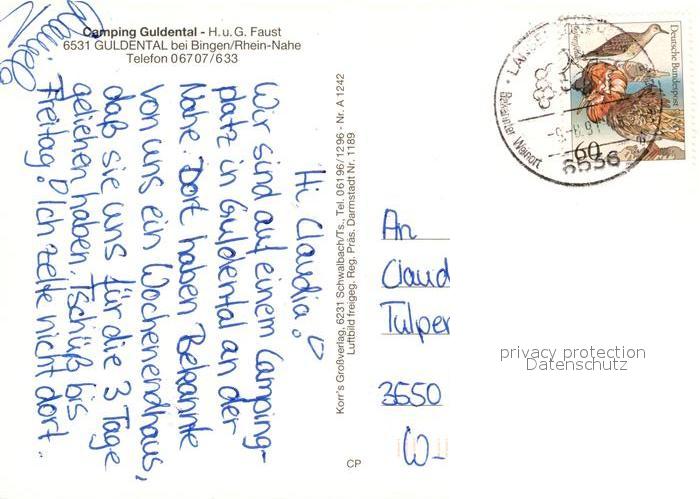 Camping Guldental - H. u. G. Faust
6531 GULDENTAL bei Bingen/Rhein-Nahe
Telefon 06707/633
Hi Claudia!
Wir sind auf einem Camping-
platz in Guldental an der
Nahe. Dort haben Bekannte
von uns ein Wochenendhaus,
daß sie uns für die 3 Tage
geliehen haben. Tschüß bis
Freitag! Ich zelte nicht dort.
Korr's Großverlag, 6231 Schwalbach/Ts., Tel. 06196/1296 - Nr. A 1242
Luftbild freigeg. Reg. Präs. Darmstadt Nr. 1189
CP
Deutsche Bundespost
60
Bekannter Weinort
6536
An
Claud
Tulper
3550
W-
privacy protection
Datenschutz